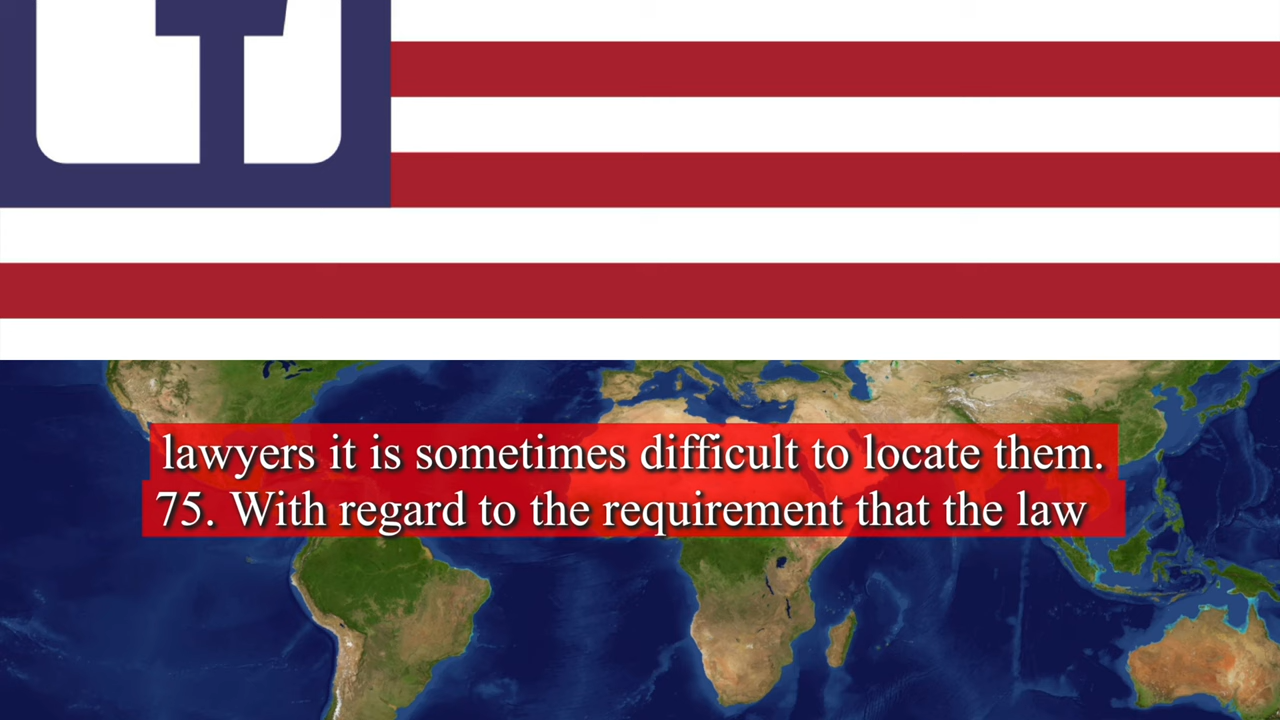 lawyers it is sometimes difficult to locate them.
75. With regard to the requirement that the law